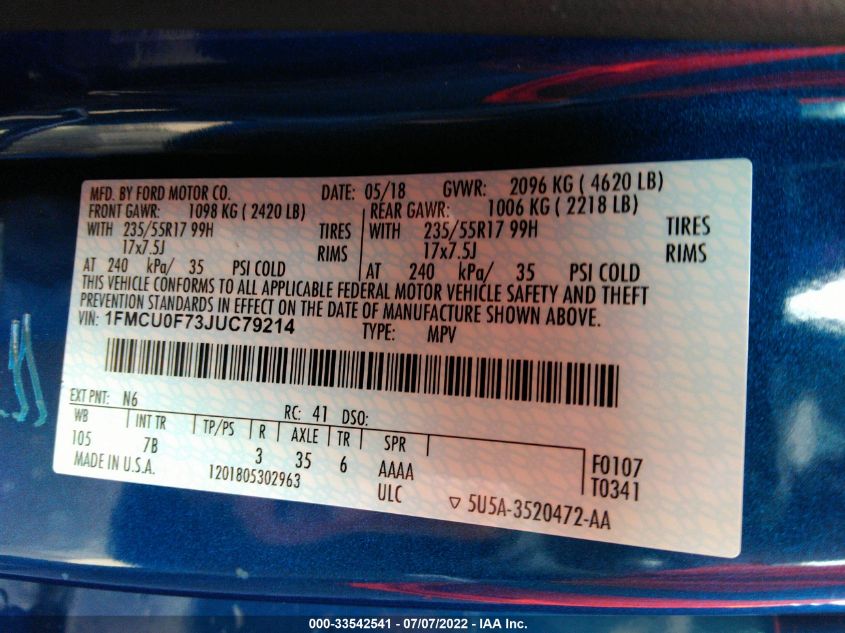 MFD. BY FORD MOTOR CO. DATE: 05/18 GVWR: 2096 KG ( 4620 LB)
FRONT GAWR: 1098 KG ( 2420 LB) REAR GAWR: 1006 KG ( 2218 LB)
WITH 235/55R17 99H TIRES WITH 235/55R17 99H TIRES
17x7.5J RIMS 17x7.5J RIMS
AT 240 kPa/ 35 PSI COLD AT 240 kPa/ 35 PSI COLD
THIS VEHICLE CONFORMS TO ALL APPLICABLE FEDERAL MOTOR VEHICLE SAFETY AND THEFT
PREVENTION STANDARDS IN EFFECT ON THE DATE OF MANUFACTURE SHOWN ABOVE.
VIN: 1FMCU0F73JUC79214 TYPE: MPV
EXT PNT: N6 RC: 41 DSO:
WB INT TR TP/PS R AXLE TR SPR
105 7B 3 35 6 AAAA F0107
MADE IN U.S.A. 1201805302963 ULC T0341
5U5A-3520472-AA
000-33542541 - 07/07/2022 - IAA Inc.